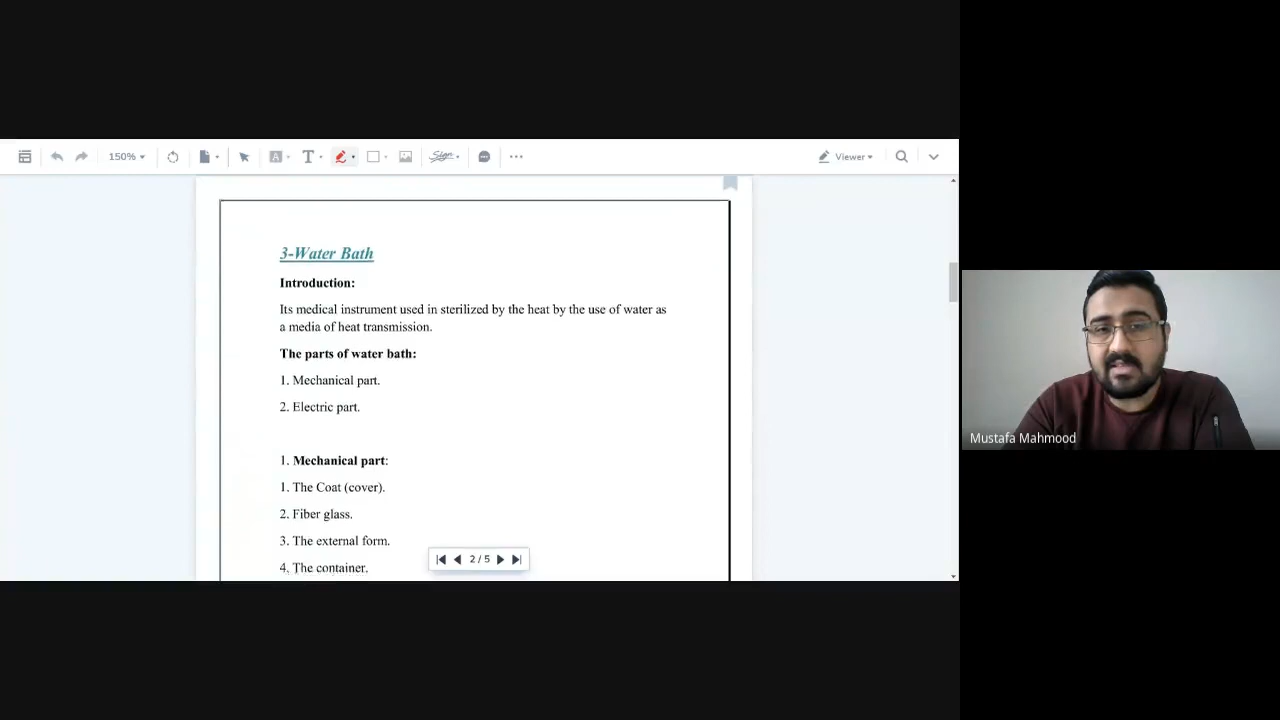 150%
T
Sign
Viewer
3-Water Bath
Introduction:
Its medical instrument used in sterilized by the heat by the use of water as
a media of heat transmission.
The parts of water bath:
1. Mechanical part.
2. Electric part.
1. Mechanical part:
1. The Coat (cover).
2. Fiber glass.
3. The external form.
4. The container.
2 / 5
Mustafa Mahmood